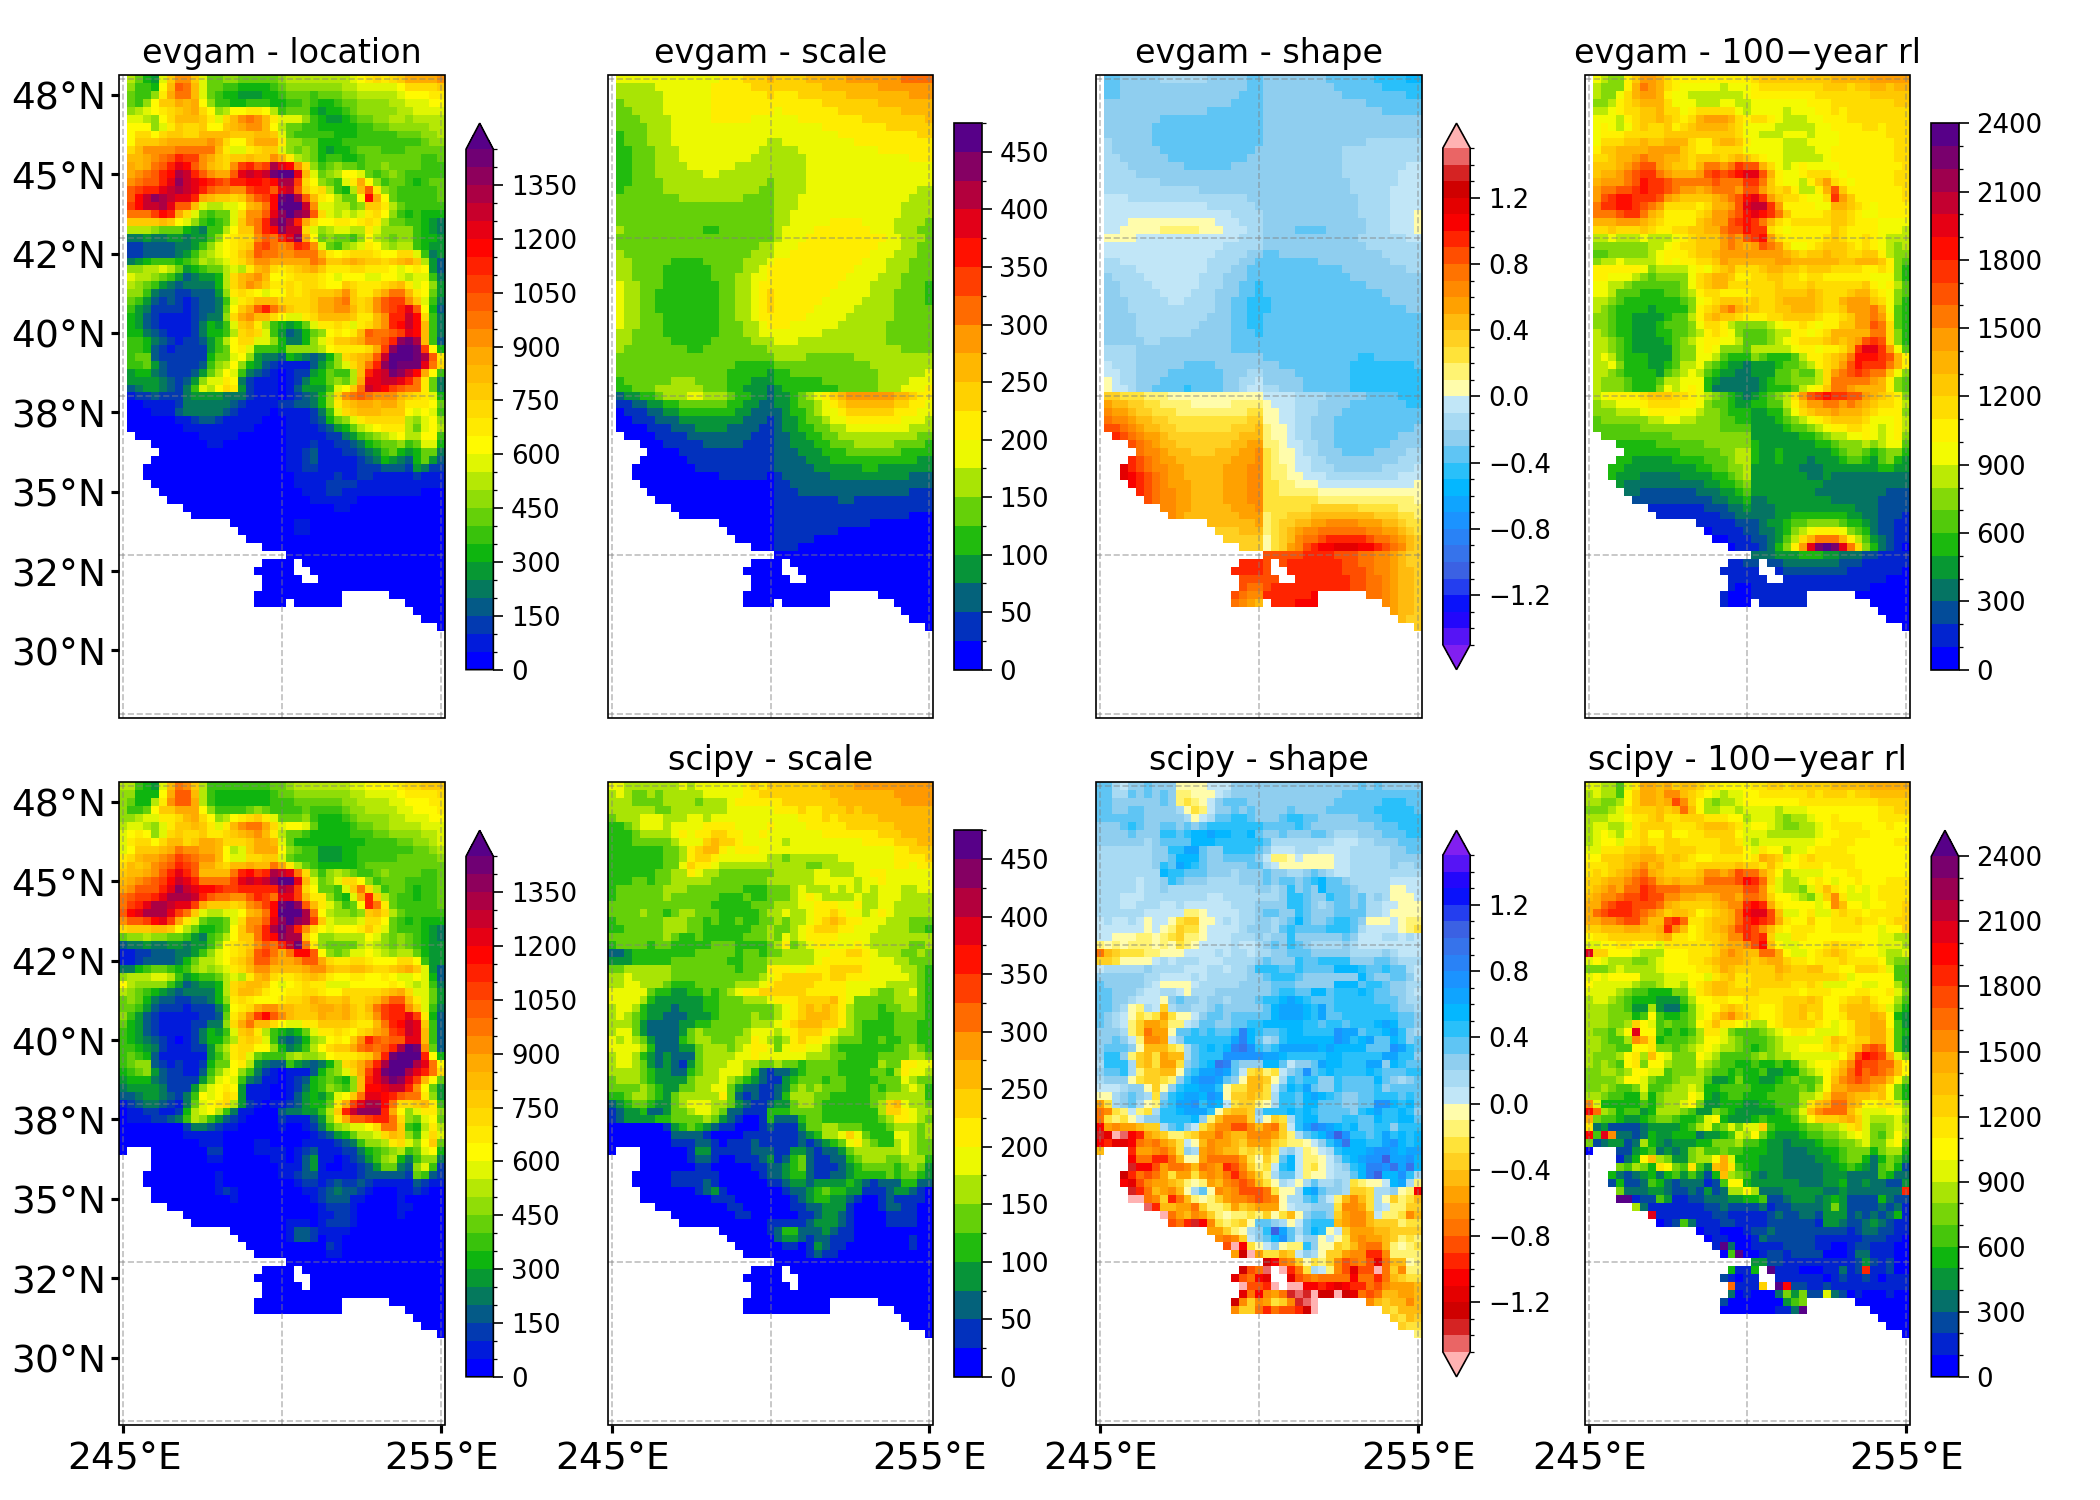 evgam - location
evgam - scale
evgam - shape
evgam - 100−year rl
48°N
45°N
42°N
40°N
38°N
35°N
32°N
30°N
1350
1200
1050
900
750
600
450
300
150
0
450
400
350
300
250
200
150
100
50
0
1.2
0.8
0.4
0.0
−0.4
−0.8
−1.2
2400
2100
1800
1500
1200
900
600
300
0
scipy - scale
scipy - shape
scipy - 100−year rl
48°N
45°N
42°N
40°N
38°N
35°N
32°N
30°N
1350
1200
1050
900
750
600
450
300
150
0
450
400
350
300
250
200
150
100
50
0
1.2
0.8
0.4
0.0
−0.4
−0.8
−1.2
2400
2100
1800
1500
1200
900
600
300
0
245°E
255°E
245°E
255°E
245°E
255°E
245°E
255°E